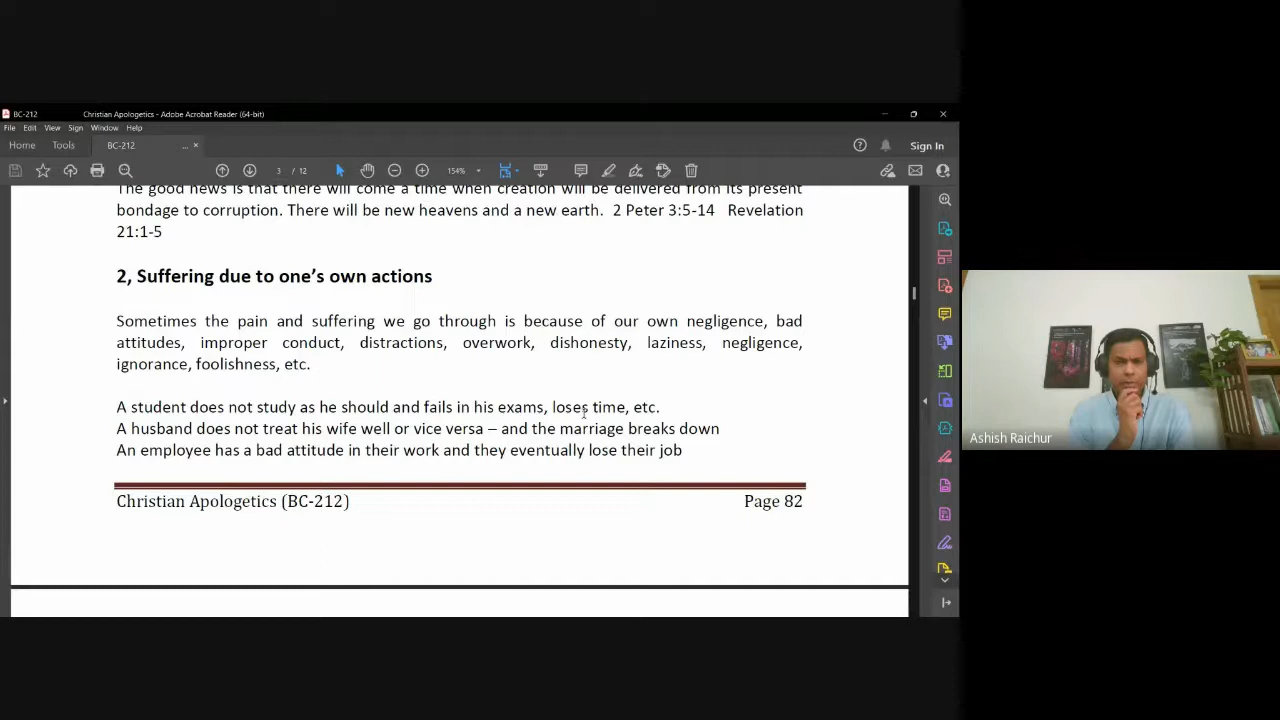 BC-212 Christian Apologetics - Adobe Acrobat Reader (64-bit)
File Edit View Sign Window Help
Home Tools BC-212 ... × Sign In
3 / 12 154%
The good news is that there will come a time when creation will be delivered from its present
bondage to corruption. There will be new heavens and a new earth. 2 Peter 3:5-14 Revelation
21:1-5
2, Suffering due to one’s own actions
Sometimes the pain and suffering we go through is because of our own negligence, bad
attitudes, improper conduct, distractions, overwork, dishonesty, laziness, negligence,
ignorance, foolishness, etc.
A student does not study as he should and fails in his exams, loses time, etc.
A husband does not treat his wife well or vice versa – and the marriage breaks down
An employee has a bad attitude in their work and they eventually lose their job
Christian Apologetics (BC-212) Page 82
Ashish Raichur